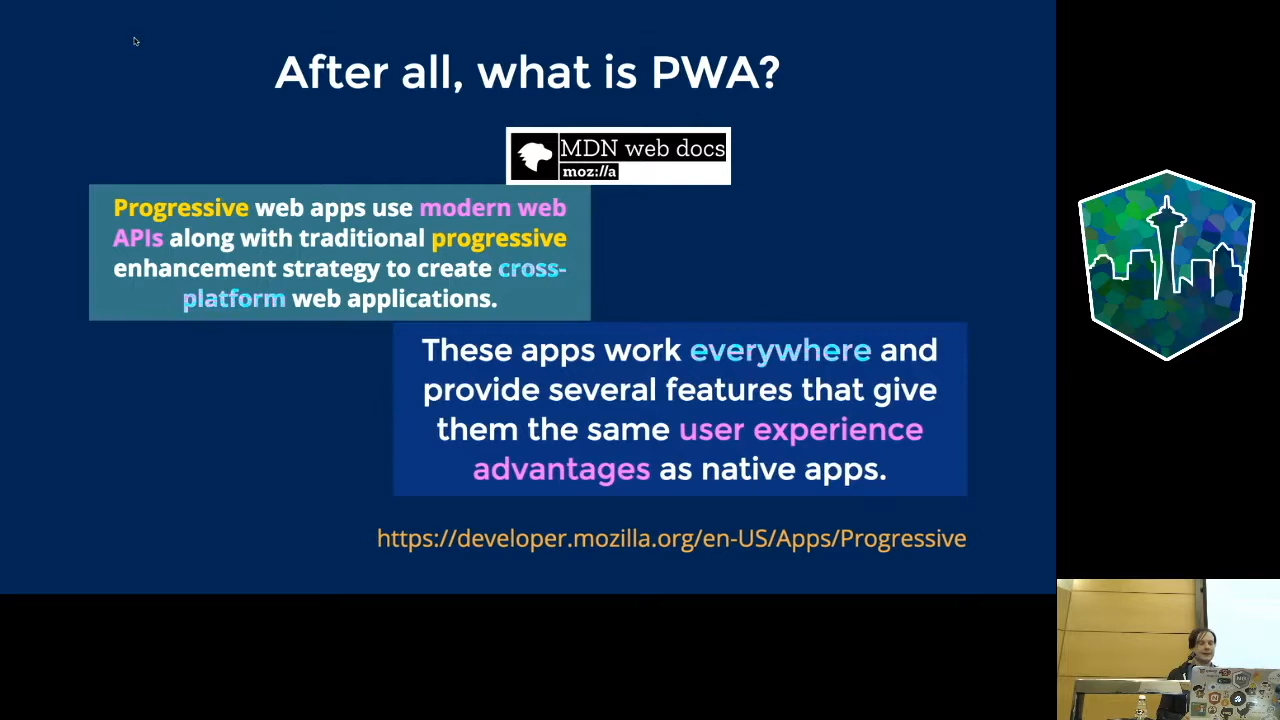 After all, what is PWA?
MDN web docs
moz://a
Progressive web apps use modern web
APIs along with traditional progressive
enhancement strategy to create cross-
platform web applications.
These apps work everywhere and
provide several features that give
them the same user experience
advantages as native apps.
https://developer.mozilla.org/en-US/Apps/Progressive